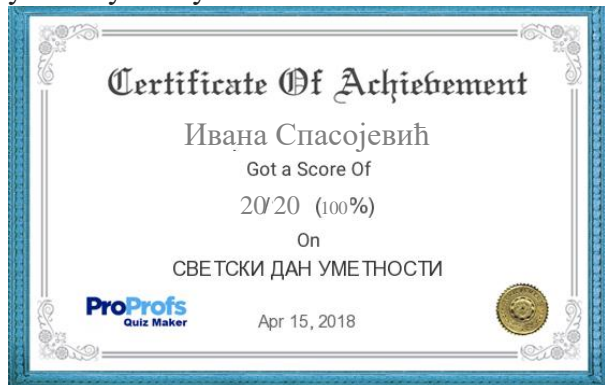 Certificate Of Achievement
Ивана Спасојевић
Got a Score Of
20/20 (100%)
On
СВЕТСКИ ДАН УМЕТНОСТИ
ProProfs
Quiz Maker
Apr 15, 2018